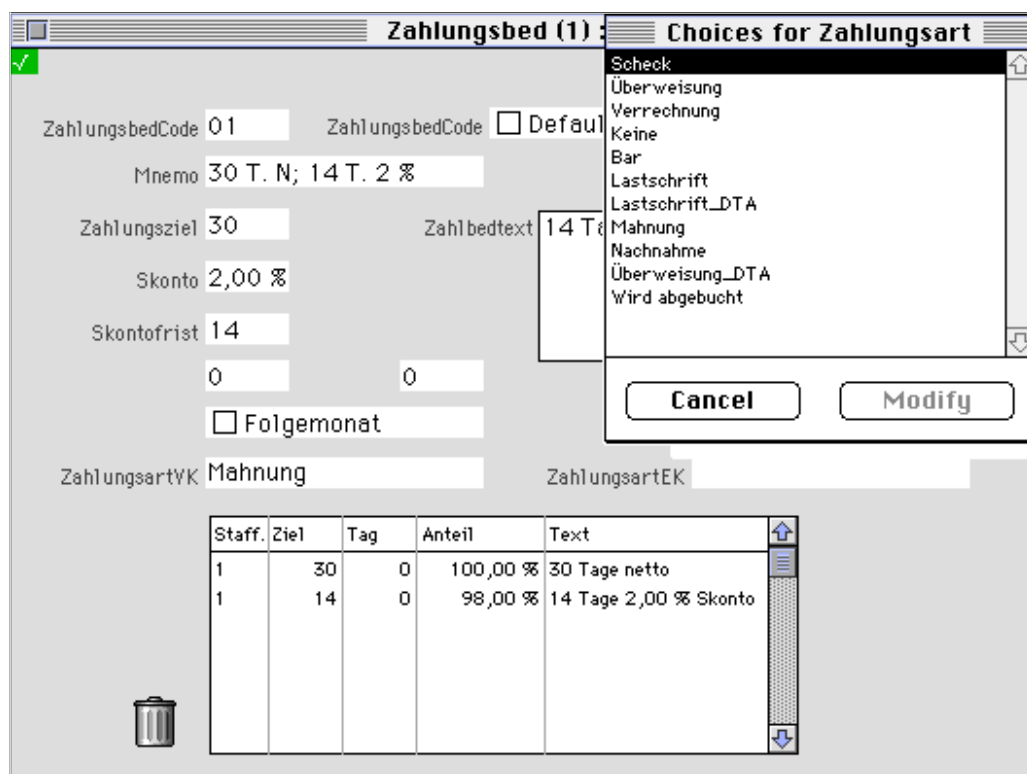 Zahlungsbed (1) :
Choices for Zahlungsart
Scheck
Überweisung
Verrechnung
Keine
Bar
Lastschrift
Lastschrift_DTA
Mahnung
Nachnahme
Überweisung_DTA
Wird abgebucht
Cancel
Modify
ZahlungsbedCode 01
ZahlungsbedCode Defaul
Mnemo 30 T. N; 14 T. 2 %
Zahlungsziel 30
Zahlbedtext 14 Ta
Skonto 2,00 %
Skontofrist 14
0 0
Folgemonat
ZahlungsartVK Mahnung
ZahlungsartEK
Staff. Ziel Tag Anteil Text
1 30 0 100,00 % 30 Tage netto
1 14 0 98,00 % 14 Tage 2,00 % Skonto